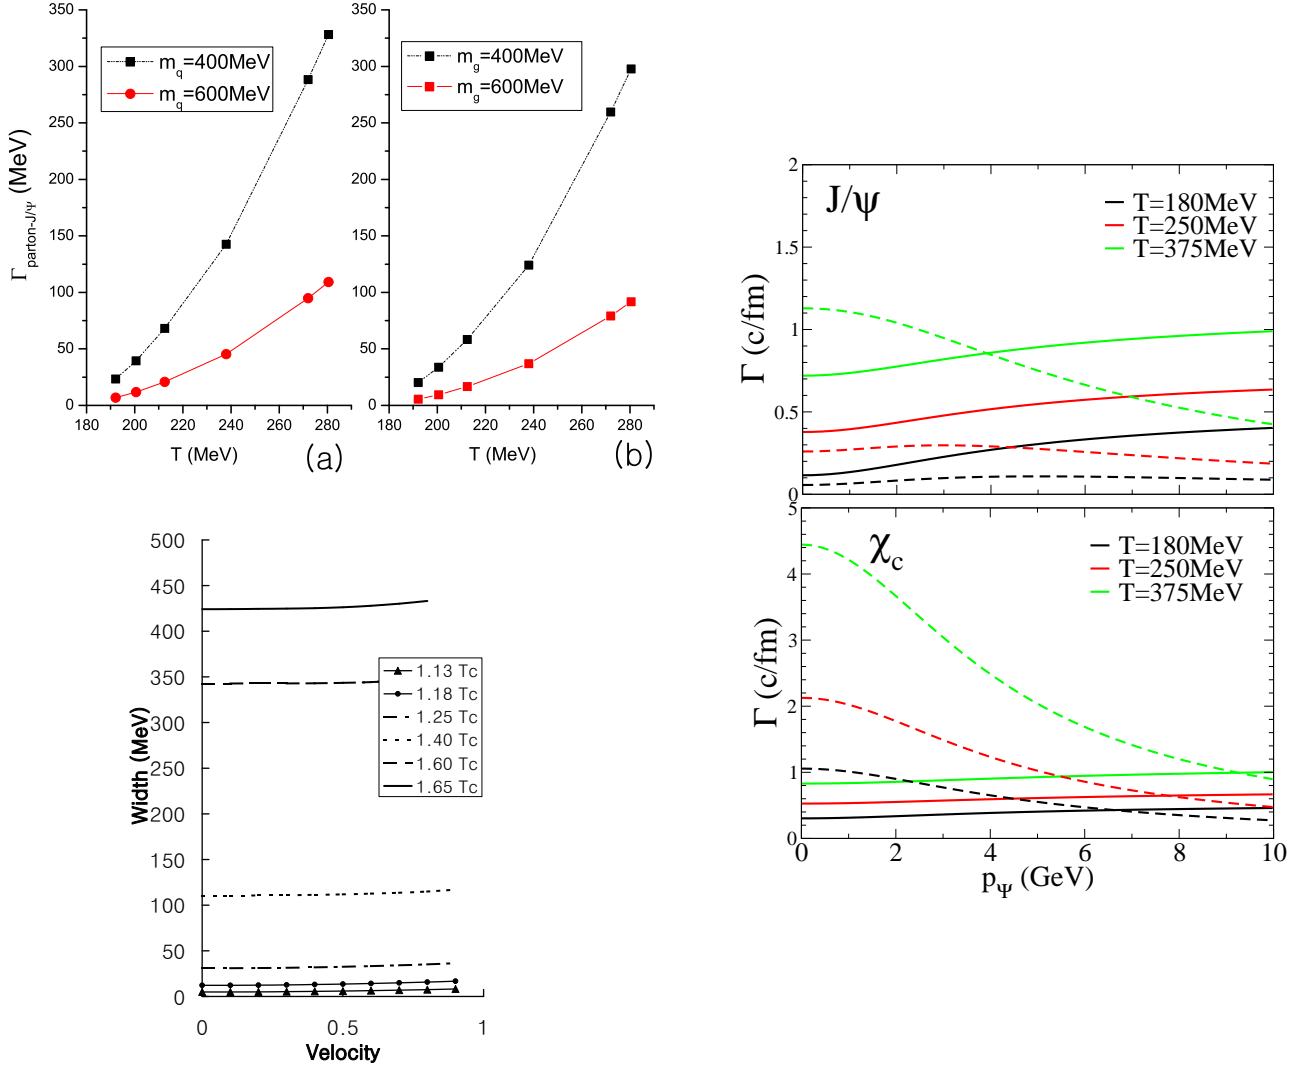 350
300
250
200
150
100
50
0
Γparton-J/Ψ (MeV)
mq=400MeV
mq=600MeV
180 200 220 240 260 280
T (MeV)
(a)
350
300
250
200
150
100
50
0
mg=400MeV
mg=600MeV
180 200 220 240 260 280
T (MeV)
(b)
500
450
400
350
300
250
200
150
100
50
0
Width (MeV)
1.13 Tc
1.18 Tc
1.25 Tc
1.40 Tc
1.60 Tc
1.65 Tc
0 0.5 1
Velocity
2
1.5
1
0.5
0
Γ (c/fm)
J/ψ
T=180MeV
T=250MeV
T=375MeV
5
4
3
2
1
0
Γ (c/fm)
χc
T=180MeV
T=250MeV
T=375MeV
0 2 4 6 8 10
pΨ (GeV)